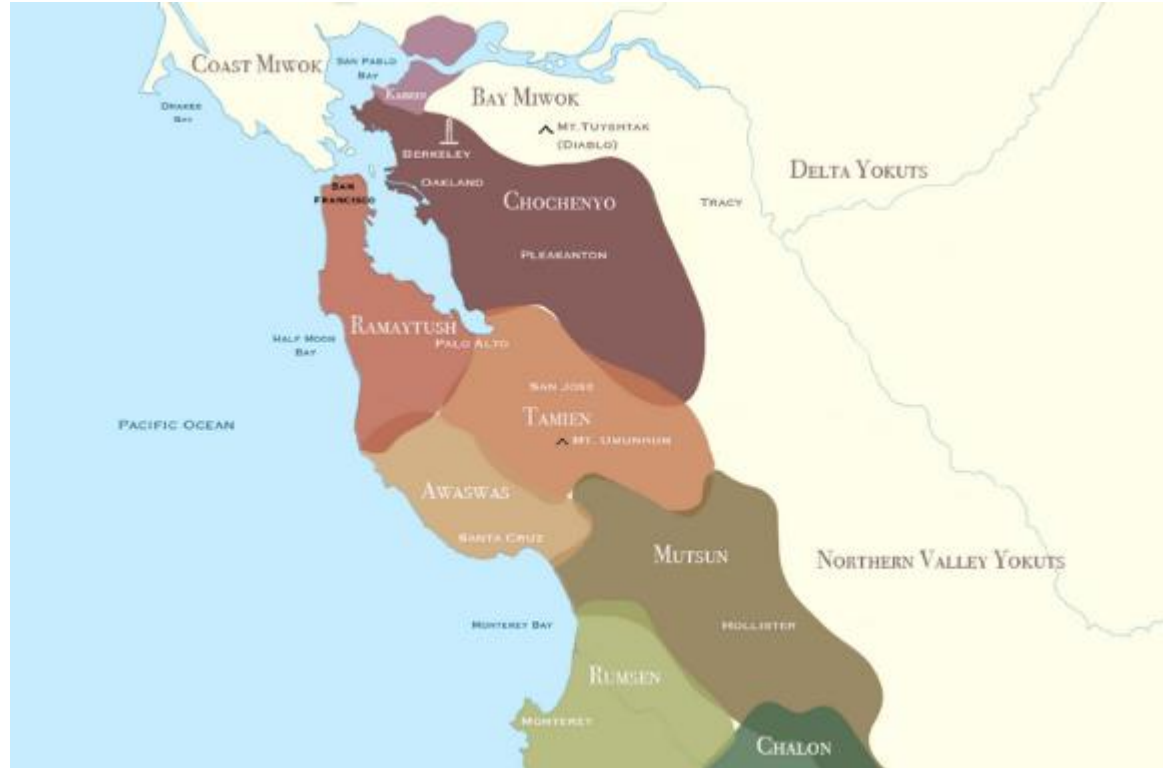 COAST MIWOK
SAN PABLO
BAY
KARKIN
BAY MIWOK
DRAKES
BAY
MT. TUYSHTAK
(DIABLO)
BERKELEY
DELTA YOKUTS
OAKLAND
SAN
FRANCISCO
CHOCHENYO
TRACY
PLEASANTON
RAMAYTUSH
HALF MOON
BAY
PALO ALTO
SAN JOSE
TAMIEN
PACIFIC OCEAN
MT. UMUNHUM
AWASWAS
SANTA CRUZ
MUTSUN
NORTHERN VALLEY YOKUTS
MONTEREY BAY
HOLLISTER
RUMSEN
MONTEREY
CHALON